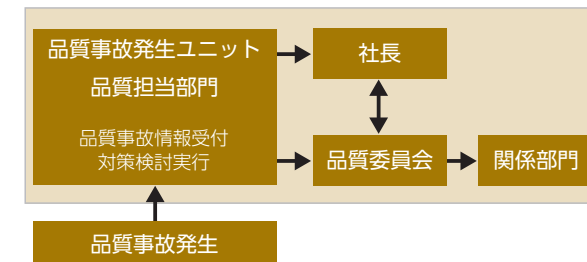 品質事故発生ユニット
品質担当部門
品質事故情報受付
対策検討実行
社長
品質委員会
関係部門
品質事故発生